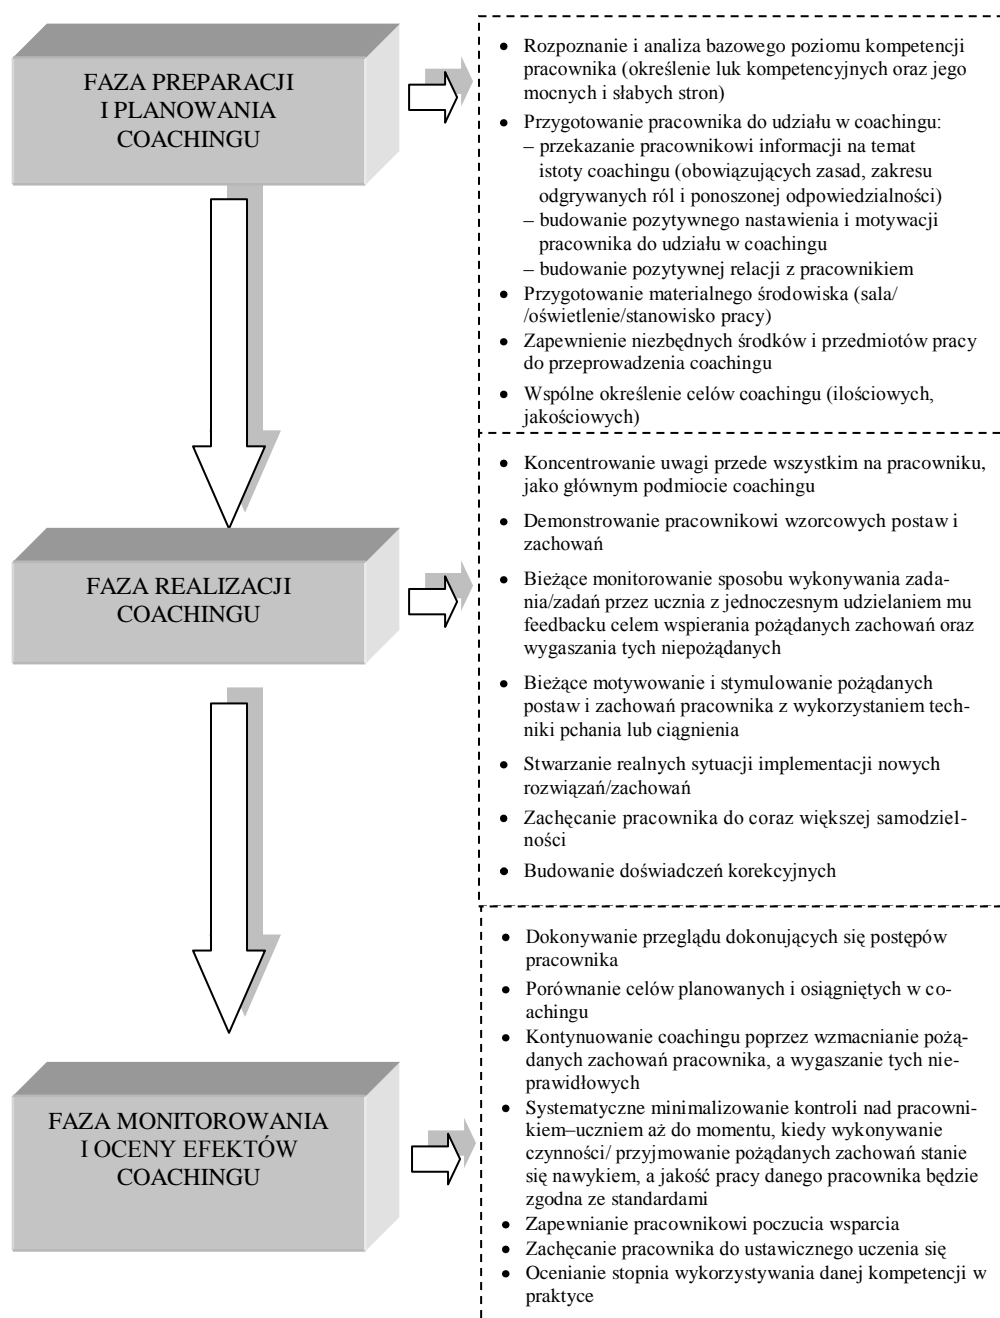 FAZA PREPARACJI
I PLANOWANIA
COACHINGU
• Rozpoznanie i analiza bazowego poziomu kompetencji
pracownika (określenie luk kompetencyjnych oraz jego
mocnych i słabych stron)
• Przygotowanie pracownika do udziału w coachingu:
– przekazanie pracownikowi informacji na temat
istoty coachingu (obowiązujących zasad, zakresu
odgrywanych ról i ponoszonej odpowiedzialności)
– budowanie pozytywnego nastawienia i motywacji
pracownika do udziału w coachingu
– budowanie pozytywnej relacji z pracownikiem
• Przygotowanie materialnego środowiska (sala/
/oświetlenie/stanowisko pracy)
• Zapewnienie niezbędnych środków i przedmiotów pracy
do przeprowadzenia coachingu
• Wspólne określenie celów coachingu (ilościowych,
jakościowych)
FAZA REALIZACJI
COACHINGU
• Koncentrowanie uwagi przede wszystkim na pracowniku,
jako głównym podmiocie coachingu
• Demonstrowanie pracownikowi wzorcowych postaw i
zachowań
• Bieżące monitorowanie sposobu wykonywania zada-
nia/zadań przez ucznia z jednoczesnym udzielaniem mu
feedbacku celem wspierania pożądanych zachowań oraz
wygaszania tych niepożądanych
• Bieżące motywowanie i stymulowanie pożądanych
postaw i zachowań pracownika z wykorzystaniem tech-
niki pchania lub ciągnienia
• Stwarzanie realnych sytuacji implementacji nowych
rozwiązań/zachowań
• Zachęcanie pracownika do coraz większej samodziel-
ności
• Budowanie doświadczeń korekcyjnych
FAZA MONITOROWANIA
I OCENY EFEKTÓW
COACHINGU
• Dokonywanie przeglądu dokonujących się postępów
pracownika
• Porównanie celów planowanych i osiągniętych w co-
achingu
• Kontynuowanie coachingu poprzez wzmacnianie pożą-
danych zachowań pracownika, a wygaszanie tych nie-
prawidłowych
• Systematyczne minimalizowanie kontroli nad pracowni-
kiem–uczniem aż do momentu, kiedy wykonywanie
czynności/ przyjmowanie pożądanych zachowań stanie
się nawykiem, a jakość pracy danego pracownika będzie
zgodna ze standardami
• Zapewnianie pracownikowi poczucia wsparcia
• Zachęcanie pracownika do ustawicznego uczenia się
• Ocenianie stopnia wykorzystywania danej kompetencji w
praktyce